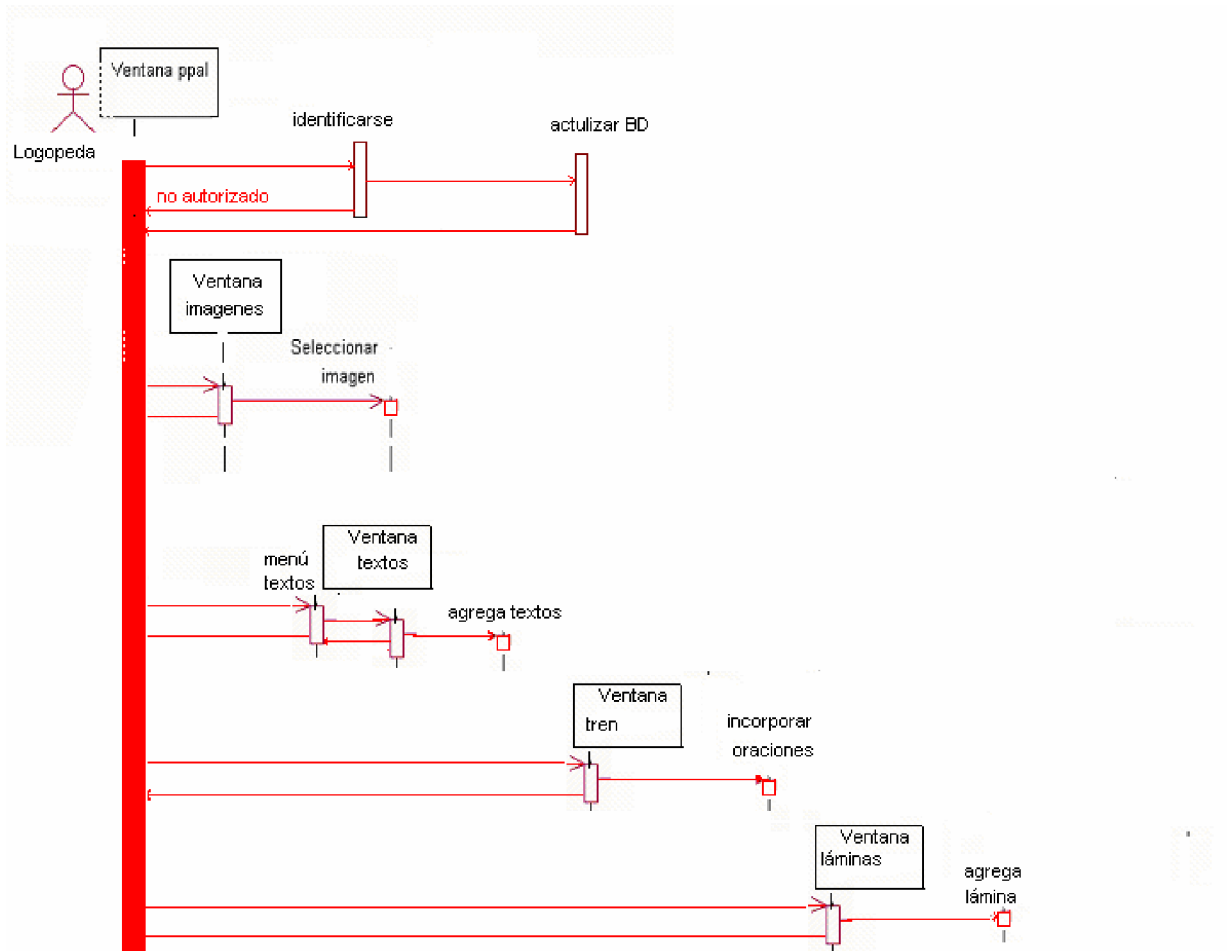 Ventana ppal
Logopeda
identificarse
actulizar BD
no autorizado
Ventana
imagenes
Seleccionar
imagen
Ventana
textos
menú
textos
agrega textos
Ventana
tren
incorporar
oraciones
Ventana
láminas
agrega
lámina